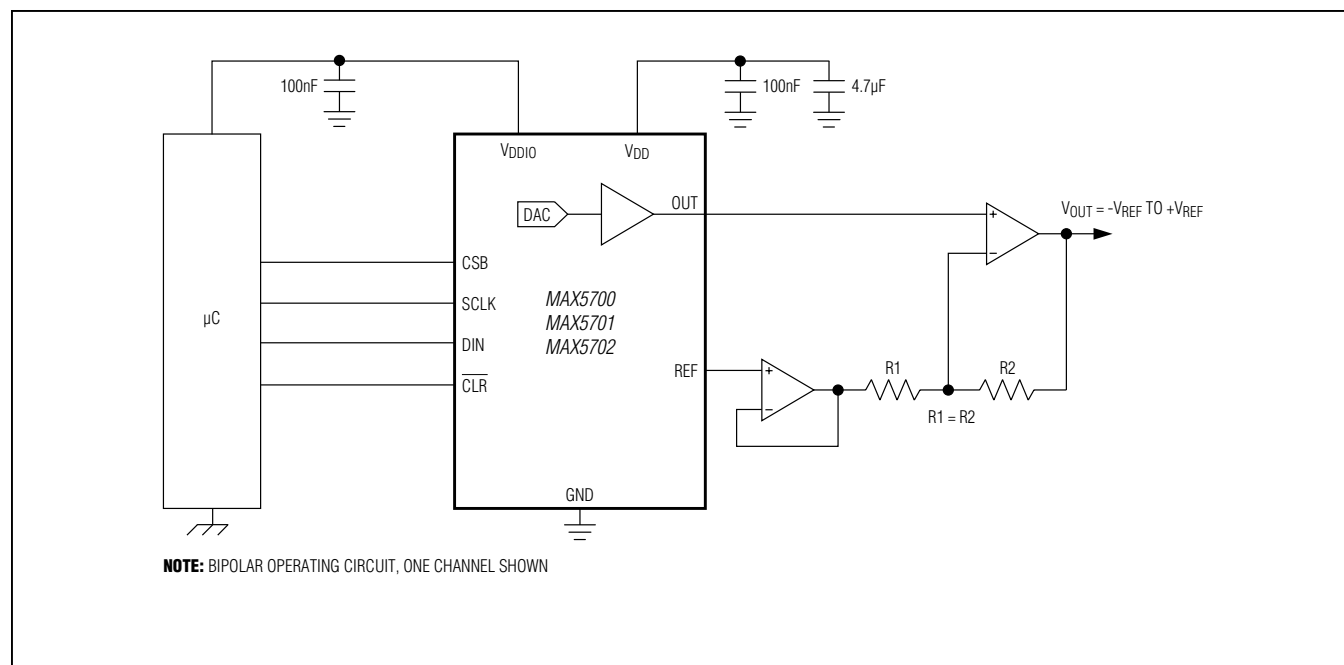 100nF
100nF
4.7µF
VDDIO
VDD
DAC
OUT
+
−
VOUT = -VREF TO +VREF
µC
CSB
SCLK
DIN
CLR
MAX5700
MAX5701
MAX5702
REF
+
−
R1
R2
R1 = R2
GND
NOTE: BIPOLAR OPERATING CIRCUIT, ONE CHANNEL SHOWN